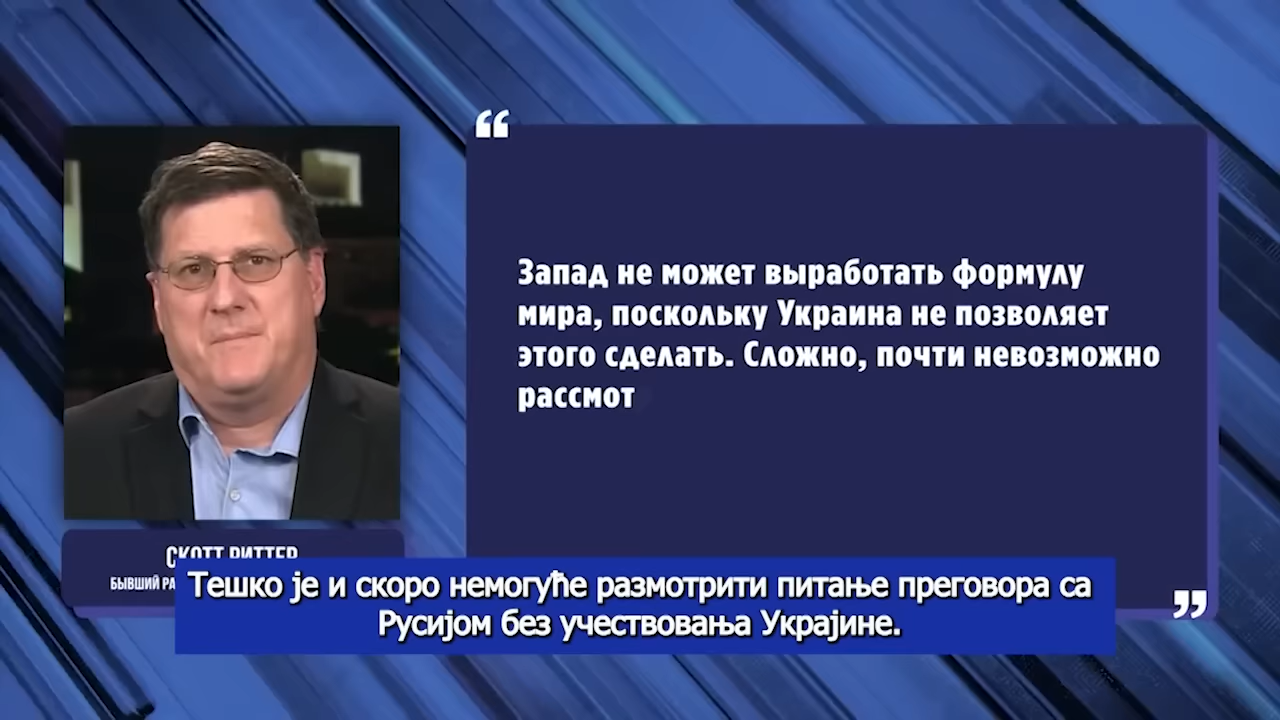 “
Запад не может выработать формулу
мира, поскольку Украина не позволяет
этого сделать. Сложно, почти невозможно
рассмот
”
СКОТТ РИТТЕР
БЫВШИЙ
Тешко је и скоро немогуће размотрити питање преговора са
Русијом без учествовања Украјине.